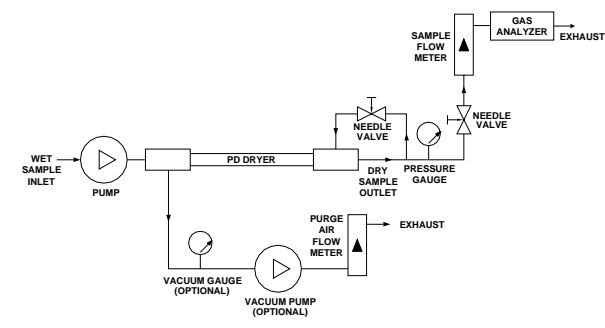 GAS
ANALYZER
EXHAUST
SAMPLE
FLOW
METER
NEEDLE
VALVE
NEEDLE
VALVE
WET
SAMPLE
INLET
PUMP
PD DRYER
DRY
SAMPLE
OUTLET
PRESSURE
GAUGE
PURGE
AIR
FLOW
METER
EXHAUST
VACUUM GAUGE
(OPTIONAL)
VACUUM PUMP
(OPTIONAL)